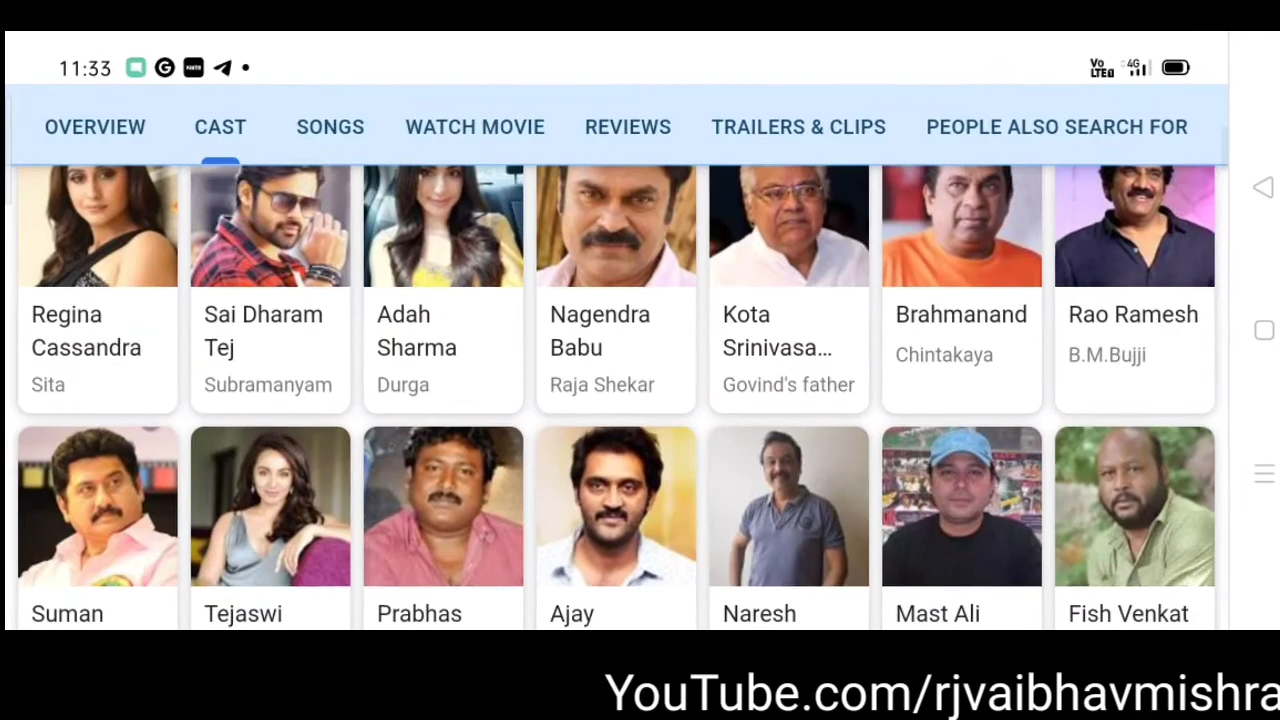 11:33
Vo LTE 4G
OVERVIEW CAST SONGS WATCH MOVIE REVIEWS TRAILERS & CLIPS PEOPLE ALSO SEARCH FOR
Regina Cassandra
Sita
Sai Dharam Tej
Subramanyam
Adah Sharma
Durga
Nagendra Babu
Raja Shekar
Kota Srinivasa...
Govind's father
Brahmanand
Chintakaya
Rao Ramesh
B.M.Bujji
Suman
Tejaswi
Prabhas
Ajay
Naresh
Mast Ali
Fish Venkat
YouTube.com/rjvaibhavmishra